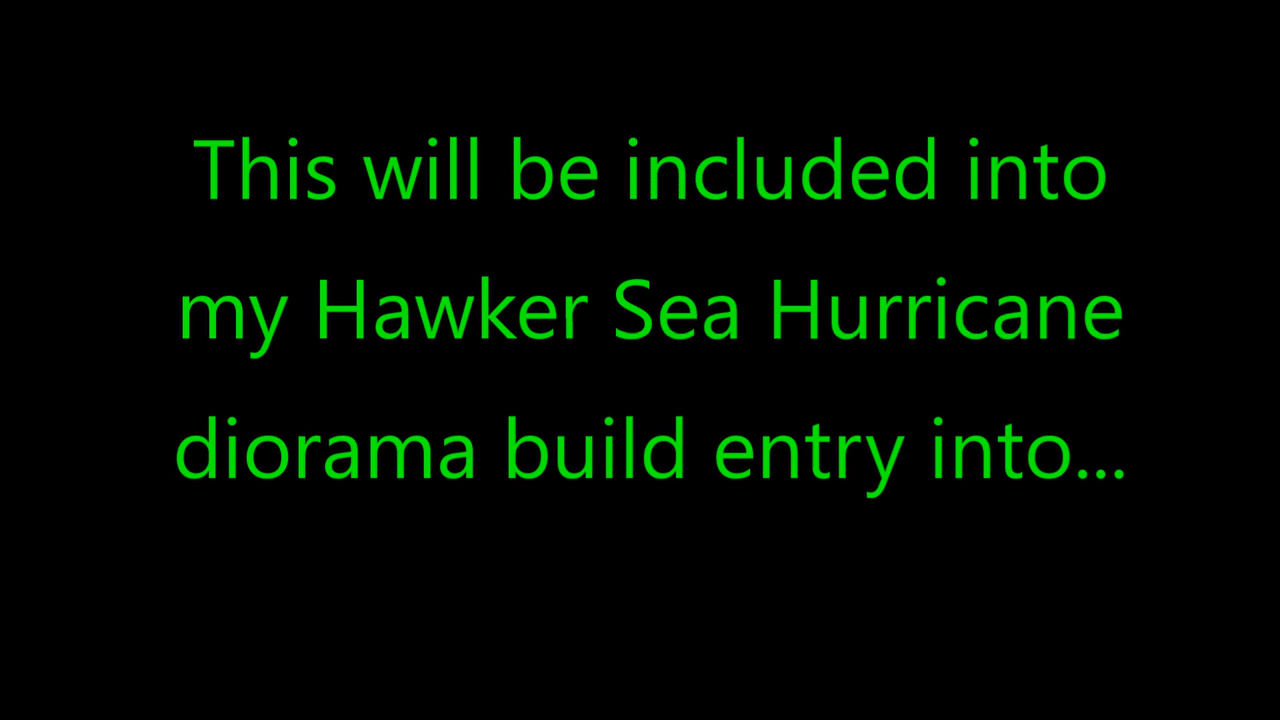 This will be included into
my Hawker Sea Hurricane
diorama build entry into...